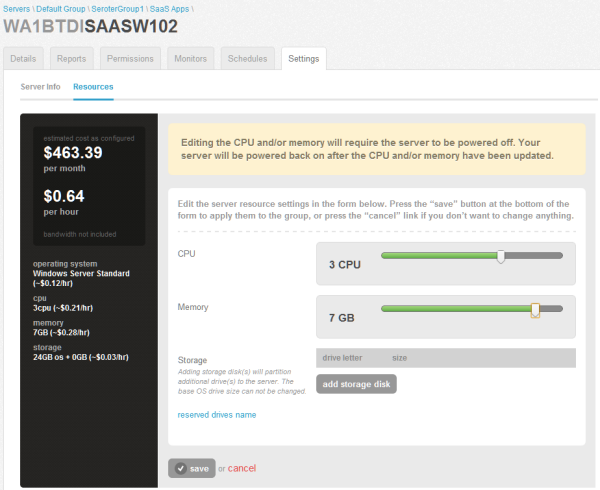 Servers \ Default Group \ SeroterGroup1 \ SaaS Apps \
WA1BTDISAASW102
Details Reports Permissions Monitors Schedules Settings
Server Info Resources
estimated cost as configured
$463.39
per month
$0.64
per hour
bandwidth not included
operating system
Windows Server Standard
(~$0.12/hr)
cpu
3cpu (~$0.21/hr)
memory
7GB (~$0.28/hr)
storage
24GB os + 0GB (~$0.03/hr)
Editing the CPU and/or memory will require the server to be powered off. Your
server will be powered back on after the CPU and/or memory have been updated.
Edit the server resource settings in the form below. Press the “save” button at the bottom of the
form to apply them to the group, or press the “cancel” link if you don't want to change anything.
CPU
3 CPU
Memory
7 GB
Storage
Adding storage disk(s) will partition
additional drive(s) to the server. The
base OS drive size can not be changed.
drive letter size
add storage disk
reserved drives name
save or cancel